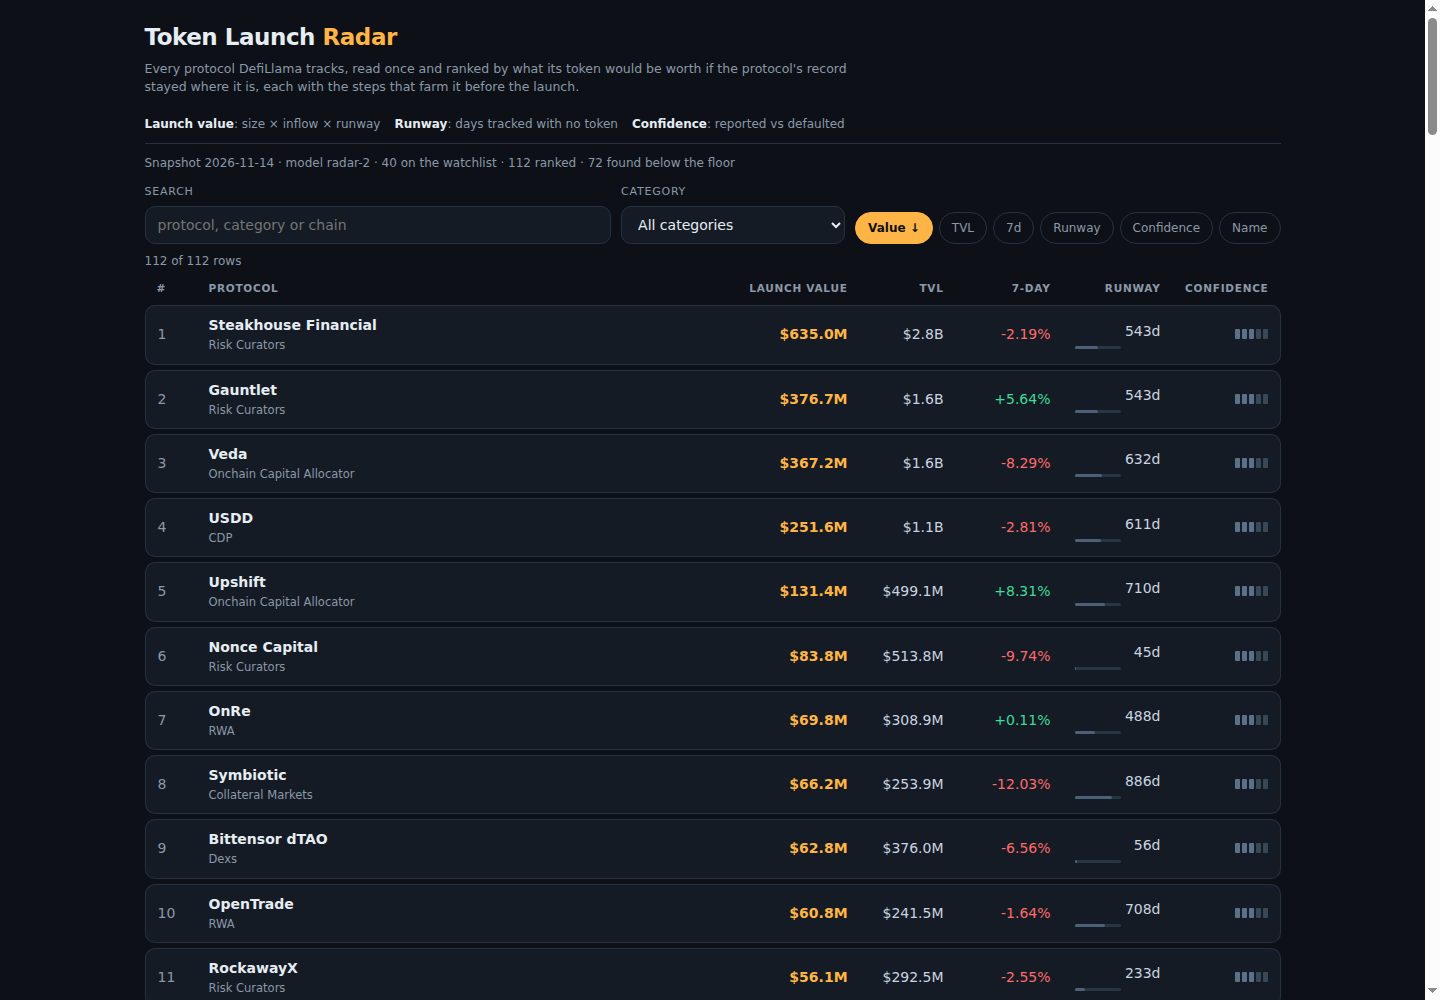 Token Launch Radar
Every protocol DefiLlama tracks, read once and ranked by what its token would be worth if the protocol's record
stayed where it is, each with the steps that farm it before the launch.
Launch value: size × inflow × runway Runway: days tracked with no token Confidence: reported vs defaulted
Snapshot 2026-11-14 · model radar-2 · 40 on the watchlist · 112 ranked · 72 found below the floor
SEARCH CATEGORY
protocol, category or chain All categories Value ↓ TVL 7d Runway Confidence Name
112 of 112 rows
# PROTOCOL LAUNCH VALUE TVL 7-DAY RUNWAY CONFIDENCE
1 Steakhouse Financial $635.0M $2.8B -2.19% 543d
Risk Curators
2 Gauntlet $376.7M $1.6B +5.64% 543d
Risk Curators
3 Veda $367.2M $1.6B -8.29% 632d
Onchain Capital Allocator
4 USDD $251.6M $1.1B -2.81% 611d
CDP
5 Upshift $131.4M $499.1M +8.31% 710d
Onchain Capital Allocator
6 Nonce Capital $83.8M $513.8M -9.74% 45d
Risk Curators
7 OnRe $69.8M $308.9M +0.11% 488d
RWA
8 Symbiotic $66.2M $253.9M -12.03% 886d
Collateral Markets
9 Bittensor dTAO $62.8M $376.0M -6.56% 56d
Dexs
10 OpenTrade $60.8M $241.5M -1.64% 708d
RWA
11 RockawayX $56.1M $292.5M -2.55% 233d
Risk Curators